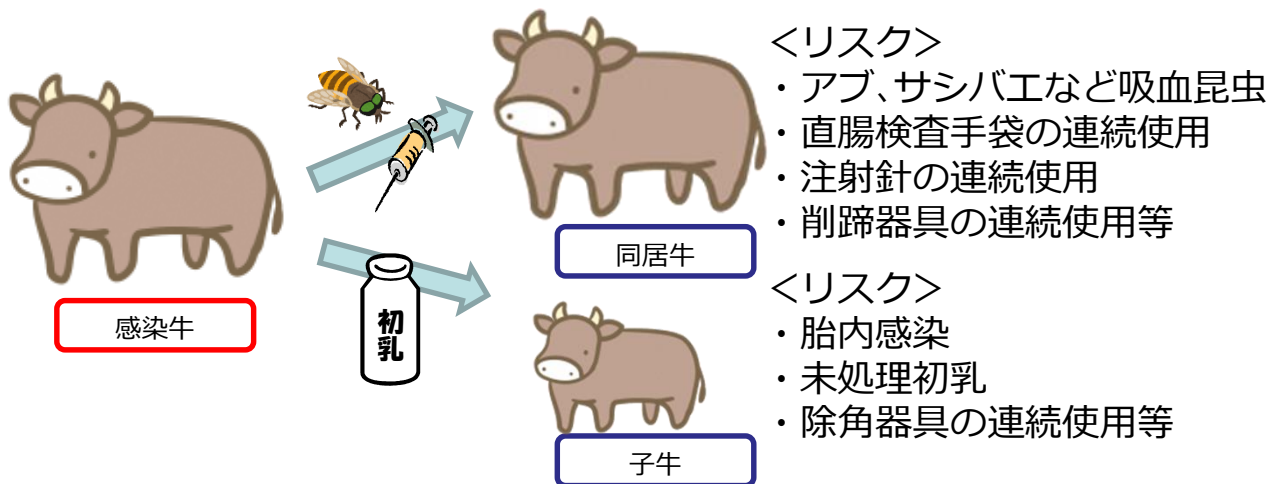 <リスク>
・アブ、サシバエなど吸血昆虫
・直腸検査手袋の連続使用
・注射針の連続使用
・削蹄器具の連続使用等
同居牛
感染牛
初乳
<リスク>
・胎内感染
・未処理初乳
・除角器具の連続使用等
子牛